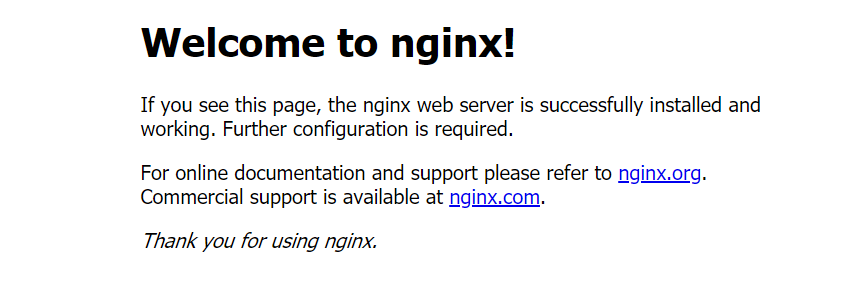 Welcome to nginx!
If you see this page, the nginx web server is successfully installed and
working. Further configuration is required.
For online documentation and support please refer to nginx.org.
Commercial support is available at nginx.com.
Thank you for using nginx.